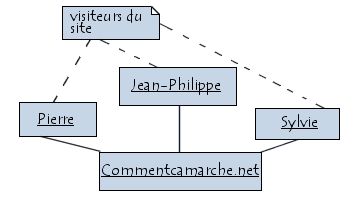 visiteurs du
site
Jean-Philippe
Pierre
Sylvie
Commentcamarche.net